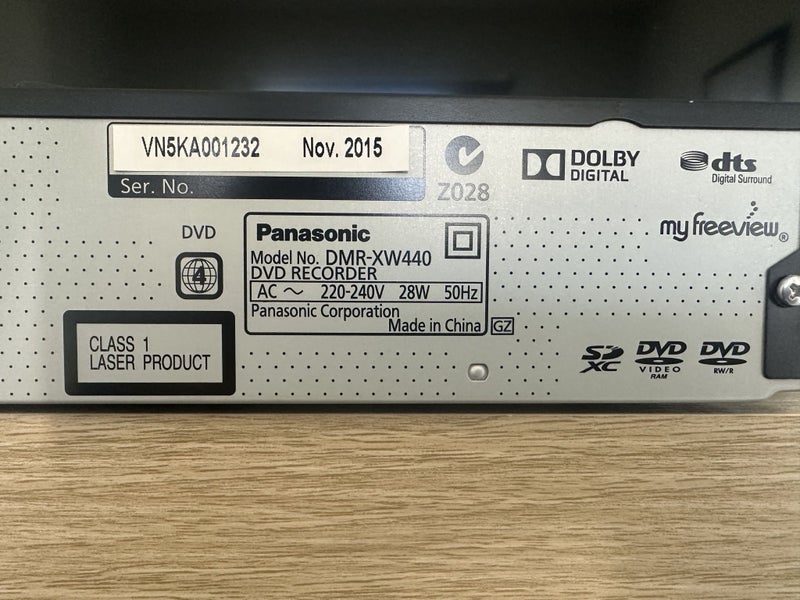 VN5KA001232 Nov. 2015
Ser. No.
Z028
DOLBY
DIGITAL
dts
Digital Surround
my freeview®
DVD
4
Panasonic
Model No. DMR-XW440
DVD RECORDER
AC ～ 220-240V 28W 50Hz
Panasonic Corporation
Made in China GZ
CLASS 1
LASER PRODUCT
SD
XC
DVD
VIDEO
RAM
DVD
RW/R